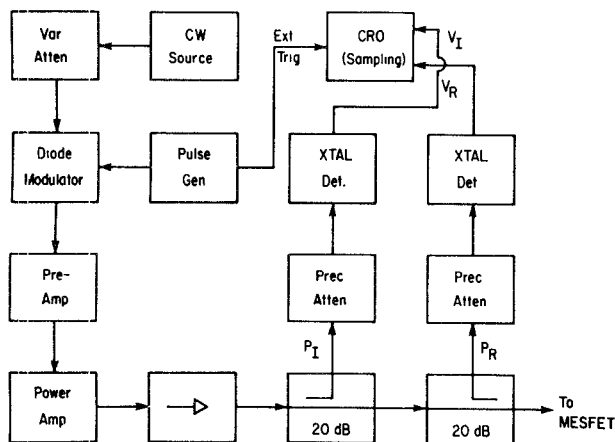 Var
Atten
CW
Source
Ext
Trig
CRO
(Sampling)
V_I
V_R
Diode
Modulator
Pulse
Gen
XTAL
Det.
XTAL
Det
Pre-
Amp
Prec
Atten
Prec
Atten
P_I
P_R
Power
Amp
20 dB
20 dB
To
MESFET